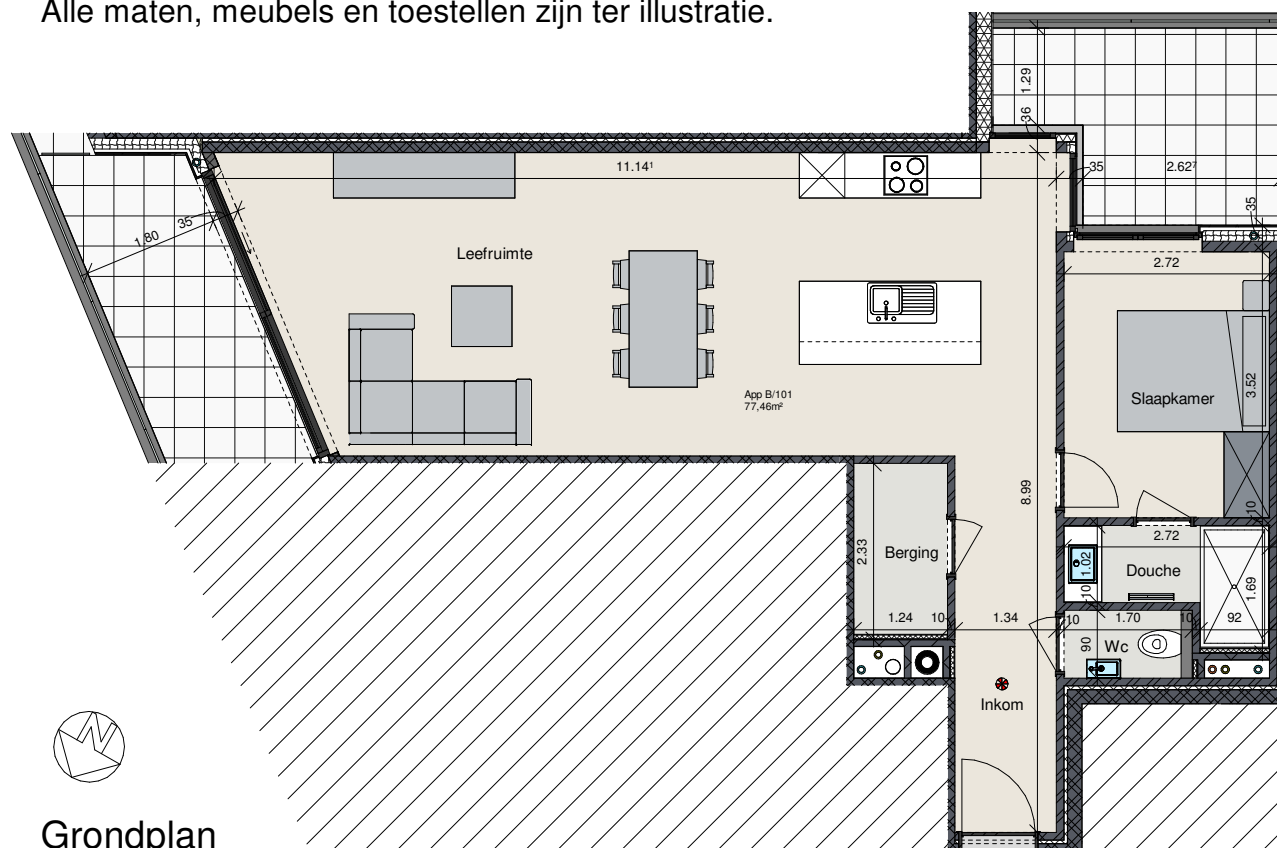 Alle maten, meubels en toestellen zijn ter illustratie.
1.29
36
11.14¹
35
2.62⁷
35
35
1.80
Leefruimte
2.72
App B/101
77,46m²
Slaapkamer
3.52
8.99
10
2.33
Berging
2.72
1.02
Douche
1.69
10
1.24
10
1.34
10
1.70
10
92
90
Wc
Inkom
Grondplan